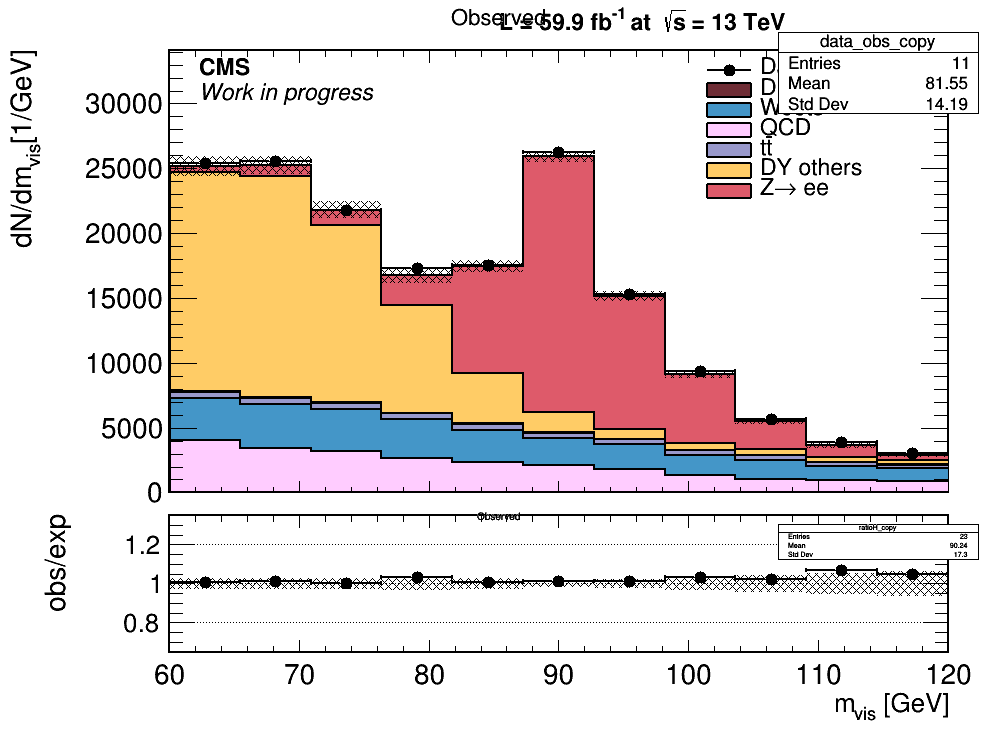 Observed
L = 59.9 fb⁻¹ at √s = 13 TeV
data_obs_copy
Entries 11
Mean 81.55
Std Dev 14.19
CMS
Work in progress
QCD
tt̄
DY others
Z→ ee
dN/dm_vis[1/GeV]
30000
25000
20000
15000
10000
5000
0
Observed
ratioH_copy
Entries 23
Mean 90.24
Std Dev 17.3
obs/exp
1.2
1
0.8
60 70 80 90 100 110 120
m_vis [GeV]